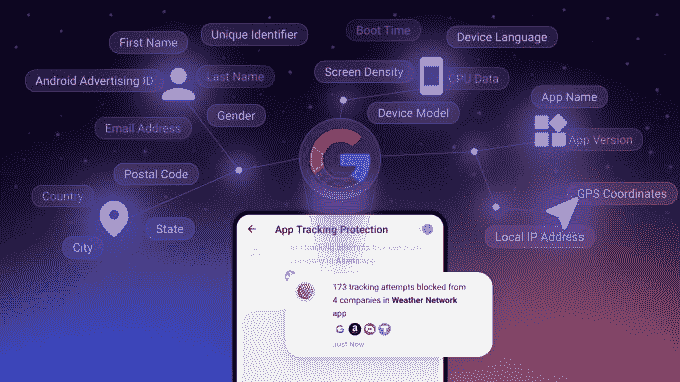 First Name
Unique Identifier
Boot Time
Device Language
Android Advertising ID
Last Name
Screen Density
CPU Data
Email Address
Gender
Device Model
App Name
App Version
Postal Code
Country
State
City
GPS Coordinates
Local IP Address
App Tracking Protection
173 tracking attempts blocked from
4 companies in Weather Network
app
Just Now